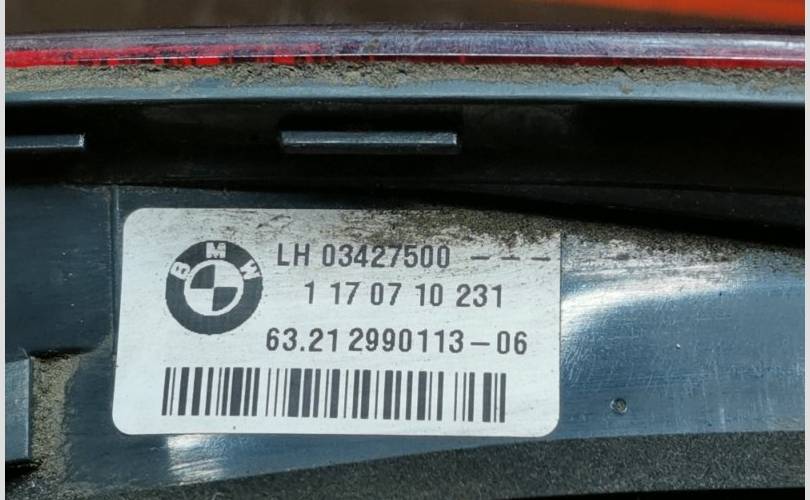 BMW
LH 03427500 ---
1 17 07 10 231
63.21 2990113-06